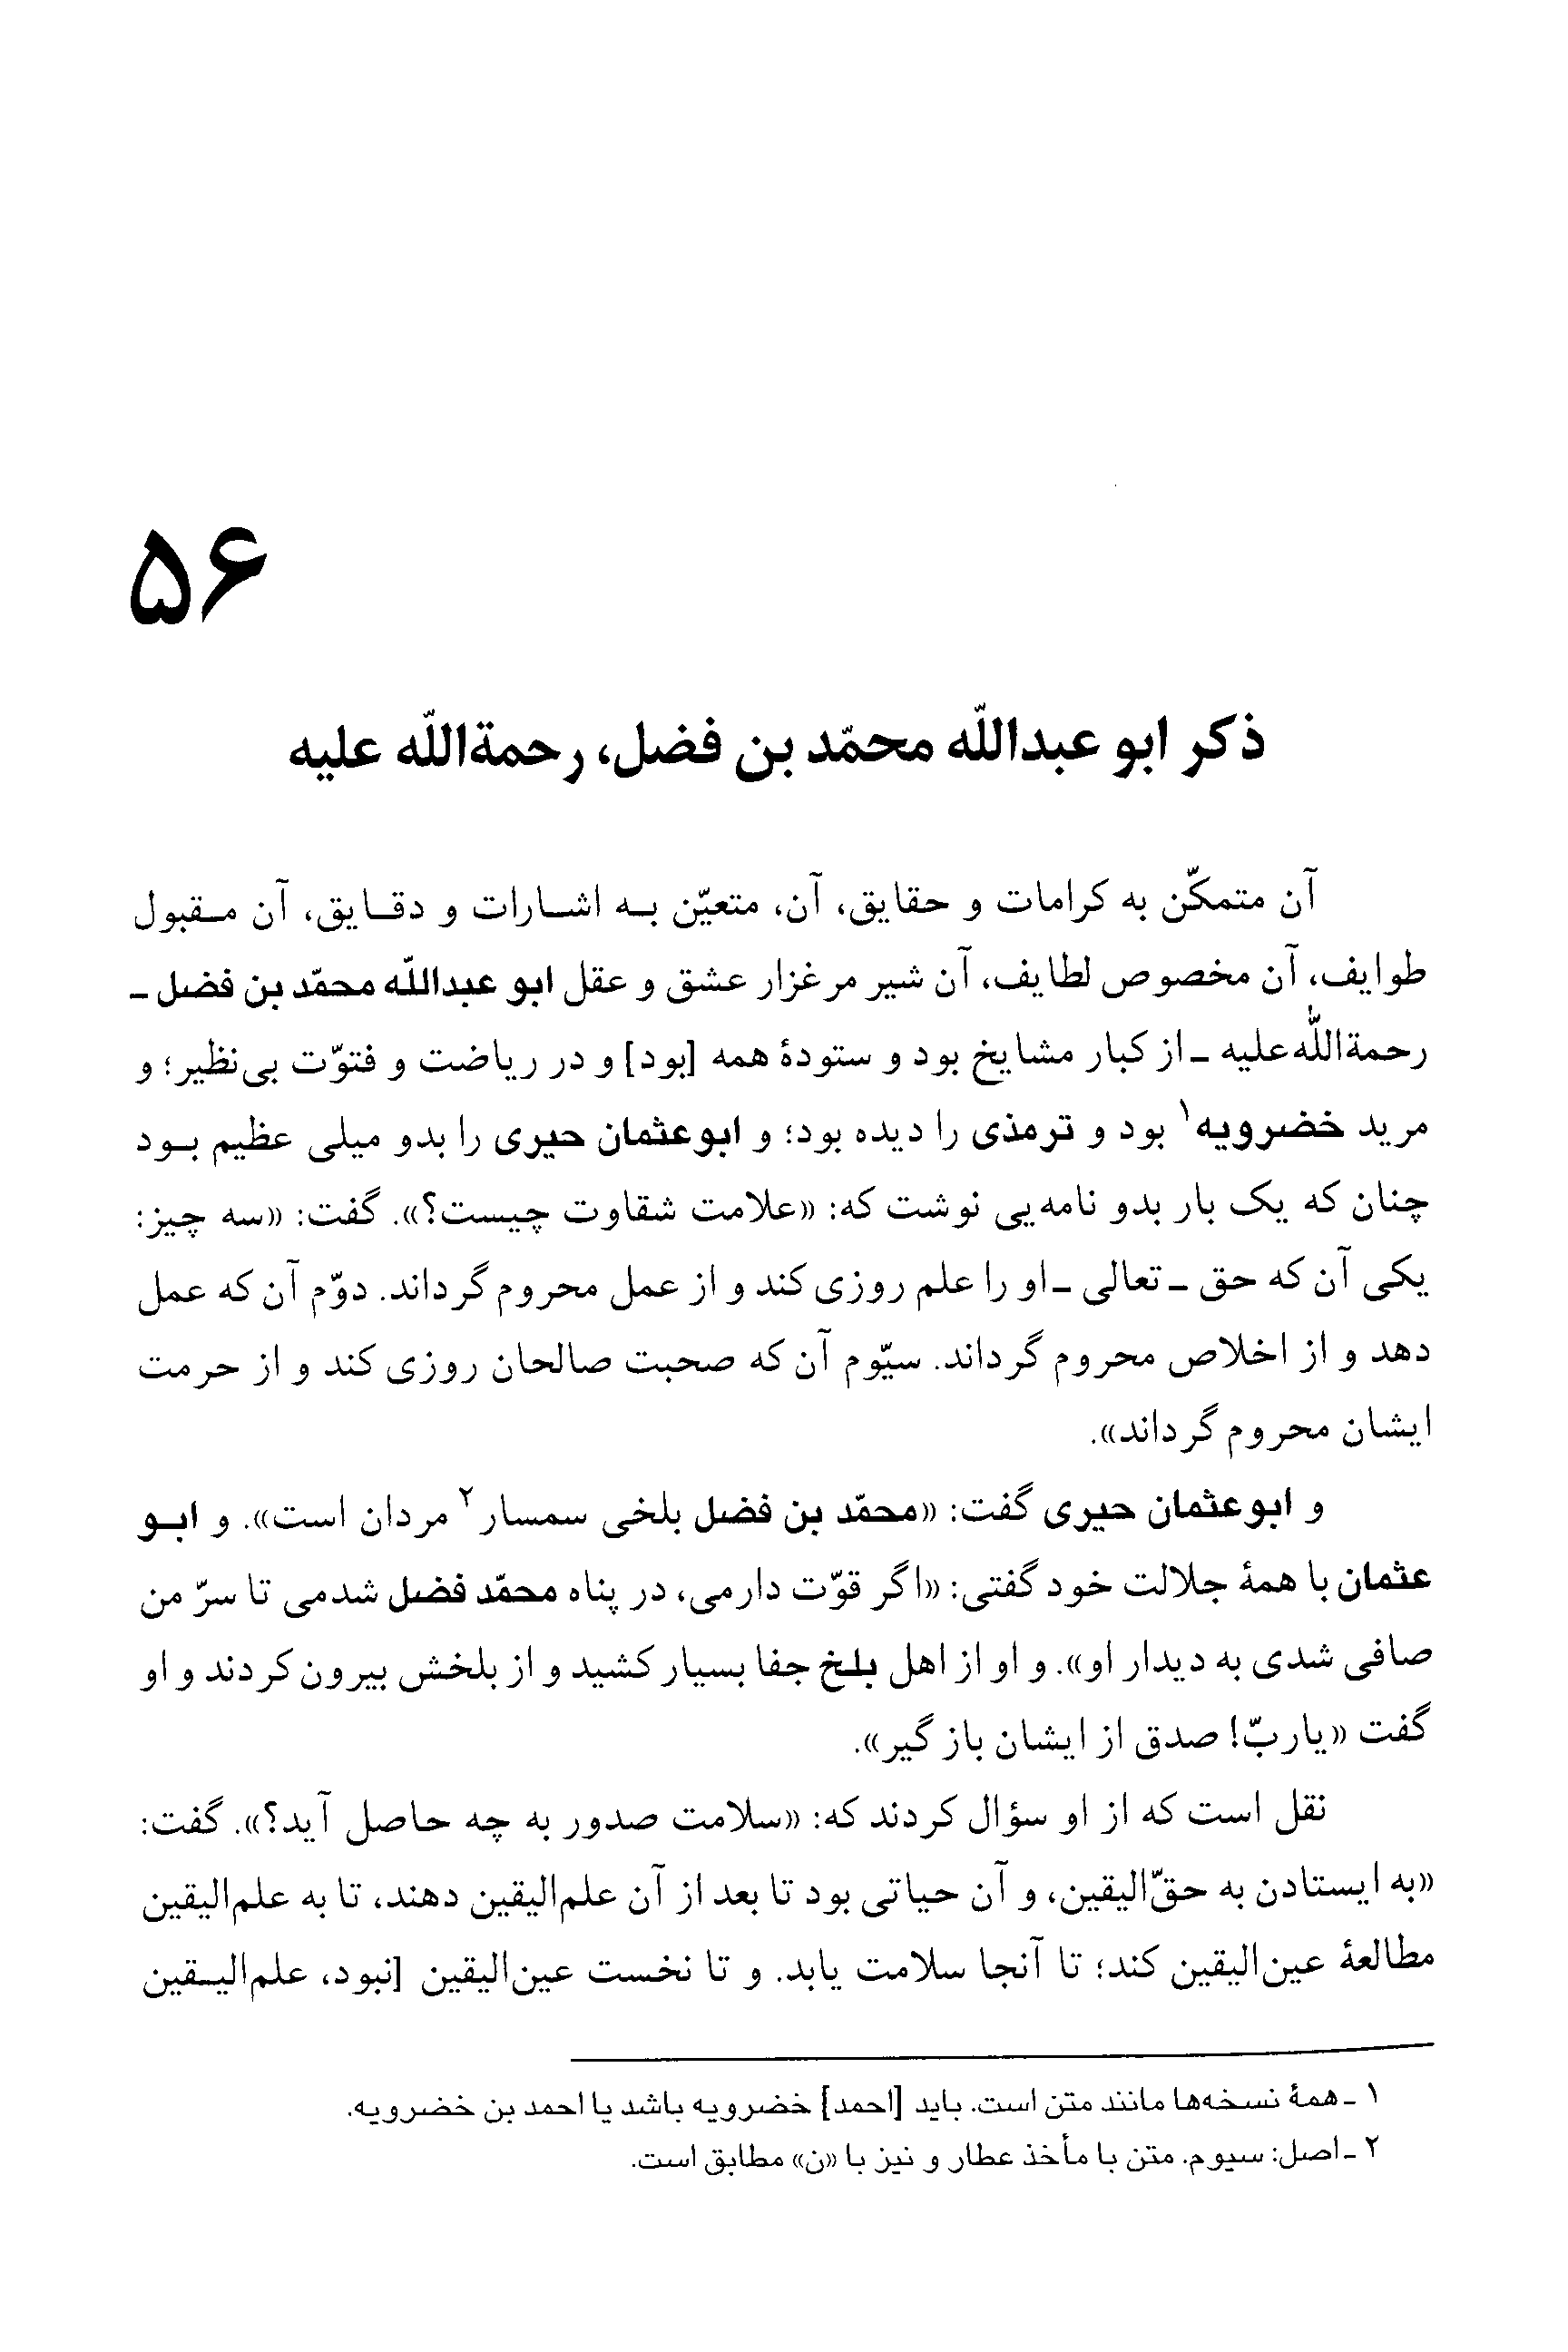 ۵۶
ذکر ابو عبدالله محمّد بن فضل، رحمةالله علیه
آن متمکّن به کرامات و حقایق، آن، متعیّن بـه اشـارات و دقـایق، آن مـقبول
طوایف، آن مخصوص لطایف، آن شیر مرغزار عشق و عقل ابو عبدالله محمّد بن فضل ـ
رحمةالله‌علیه ـ از کبار مشایخ بود و ستودهٔ همه [بود] و در ریاضت و فتوّت بی‌نظیر؛ و
مرید خضرویه۱ بود و ترمذی را دیده بود؛ و ابوعثمان حیری را بدو میلی عظیم بـود
چنان که یک بار بدو نامه‌یی نوشت که: «علامت شقاوت چیست؟». گفت: «سه چیز:
یکی آن که حق ـ تعالی ـ او را علم روزی کند و از عمل محروم گرداند. دوّم آن که عمل
دهد و از اخلاص محروم گرداند. سیّوم آن که صحبت صالحان روزی کند و از حرمت
ایشان محروم گرداند».
و ابوعثمان حیری گفت: «محمّد بن فضل بلخی سمسار۲ مردان است». و ابـو
عثمان با همهٔ جلالت خود گفتی: «اگر قوّت دارمی، در پناه محمّد فضل شدمی تا سرّ من
صافی شدی به دیدار او». و او از اهل بلخ جفا بسیار کشید و از بلخش بیرون کردند و او
گفت «یاربّ! صدق از ایشان باز گیر».
نقل است که از او سؤال کردند که: «سلامت صدور به چه حاصل آید؟». گفت:
«به ایستادن به حقّ‌الیقین، و آن حیاتی بود تا بعد از آن علم‌الیقین دهند، تا به علم‌الیقین
مطالعهٔ عین‌الیقین کند؛ تا آنجا سلامت یابد. و تا نخست عین‌الیقین [نبود، علم‌الیـقین
۱ ـ همهٔ نسخه‌ها مانند متن است. باید [احمد] خضرویه باشد یا احمد بن خضرویه.
۲ ـ اصل: سیوم. متن با مأخذ عطار و نیز با «ن» مطابق است.